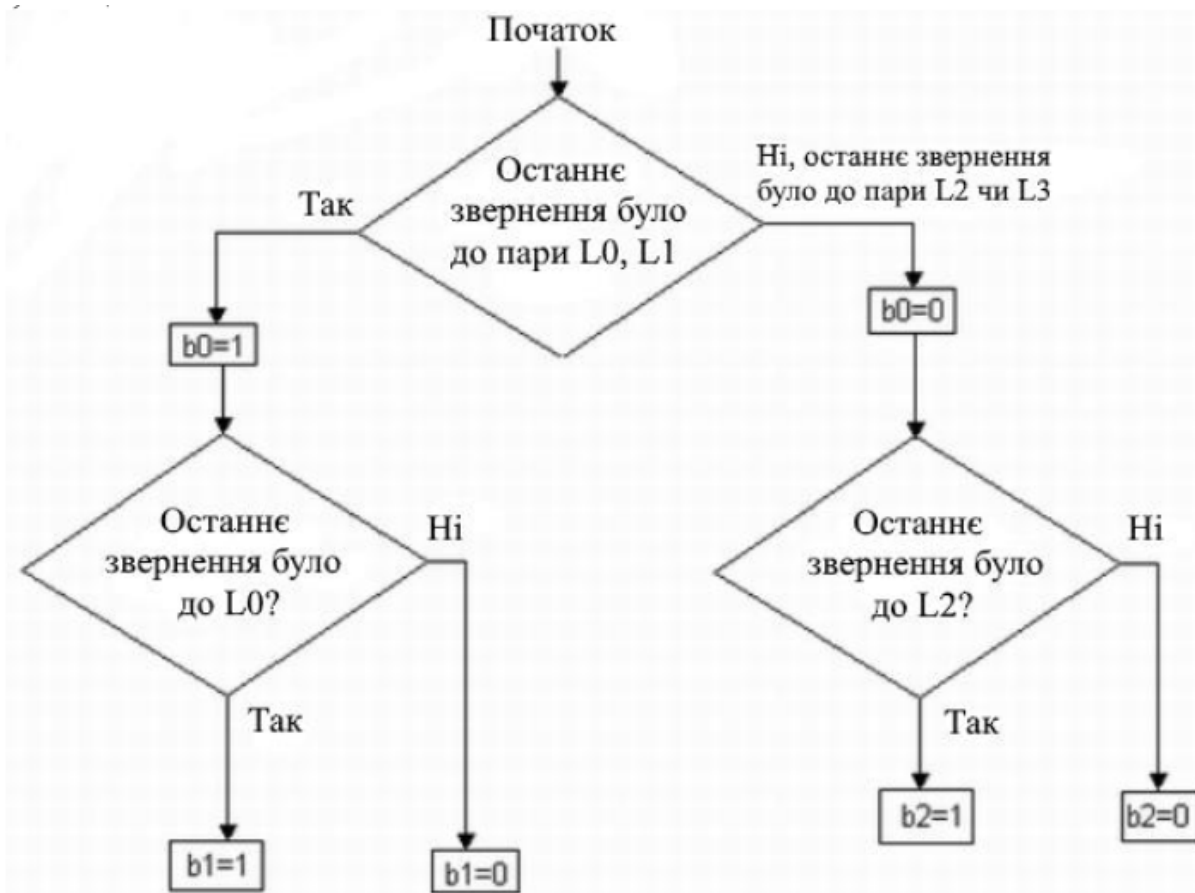 Початок
Останнє
звернення було
до пари L0, L1
Так
Ні, останнє звернення
було до пари L2 чи L3
b0=1
b0=0
Останнє
звернення було
до L0?
Ні
Так
Останнє
звернення було
до L2?
Ні
Так
b1=1
b1=0
b2=1
b2=0